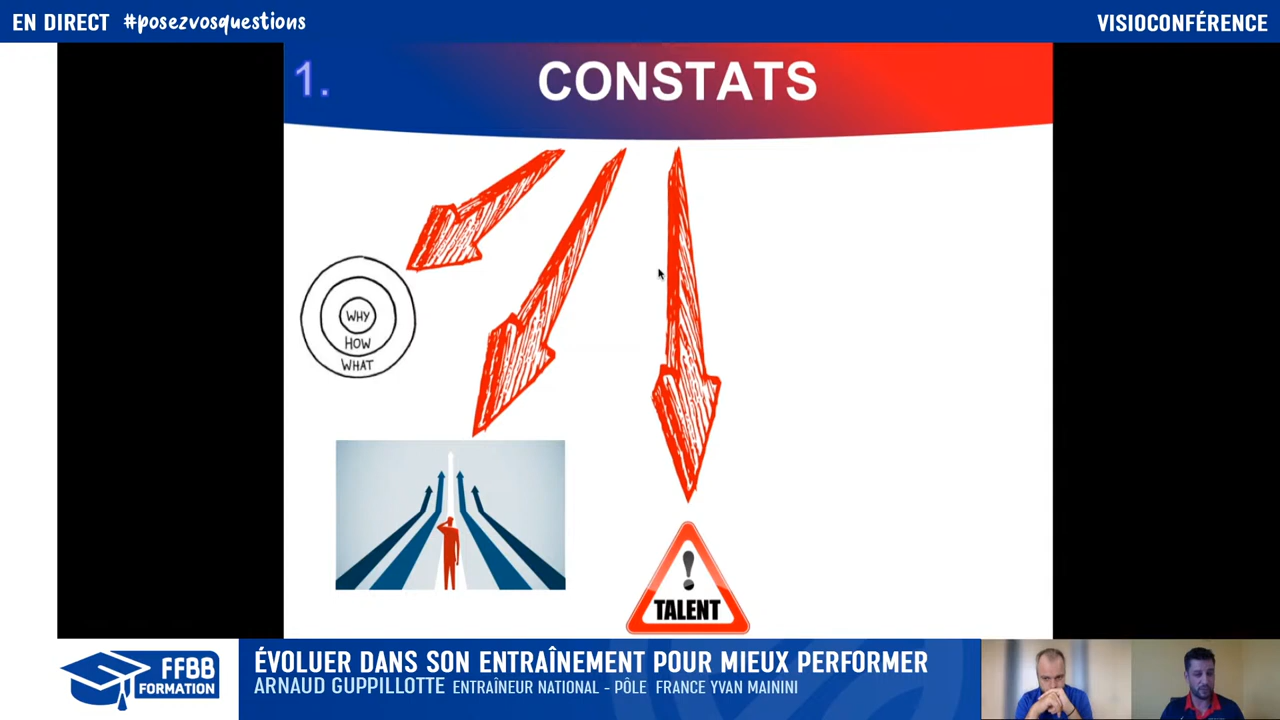 EN DIRECT #posezvosquestions
VISIOCONFÉRENCE
1. CONSTATS
WHY
HOW
WHAT
!
TALENT
FFBB
FORMATION
ÉVOLUER DANS SON ENTRAÎNEMENT POUR MIEUX PERFORMER
ARNAUD GUPPILLOTTE ENTRAÎNEUR NATIONAL - PÔLE FRANCE YVAN MAININI